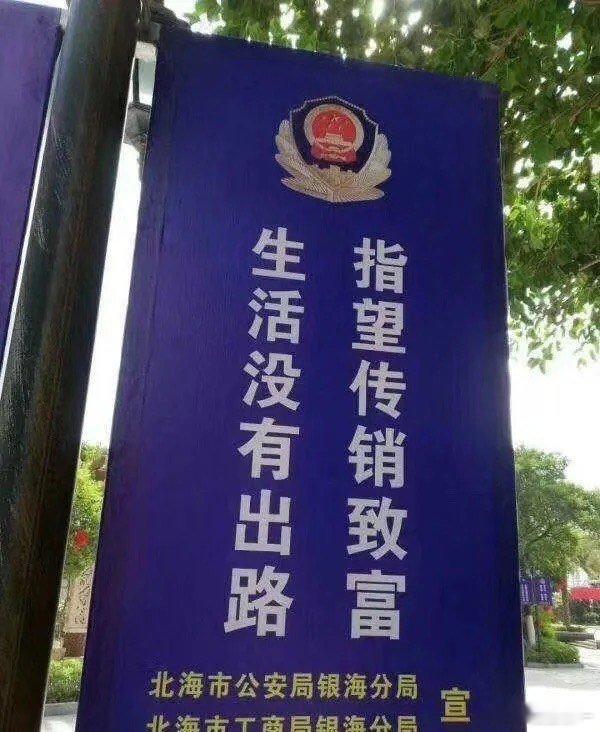 指望传销致富
生活没有出路
北海市公安局银海分局
北海市工商局银海分局
宣